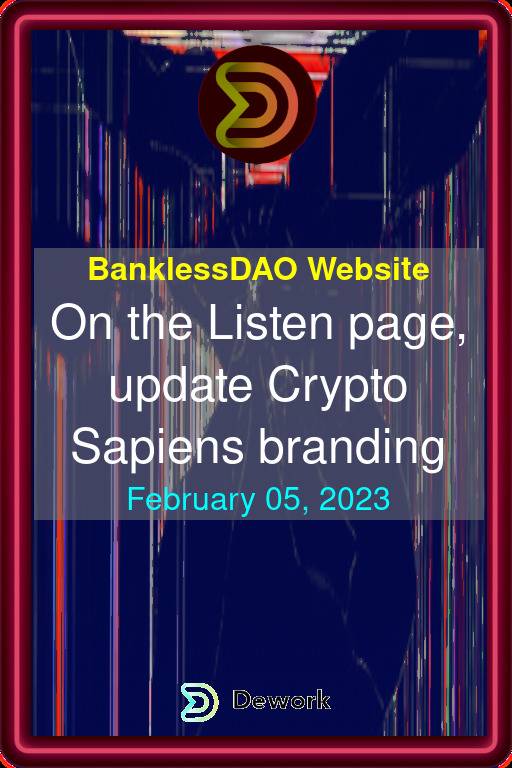 BanklessDAO Website
On the Listen page,
update Crypto
Sapiens branding
February 05, 2023
Dework